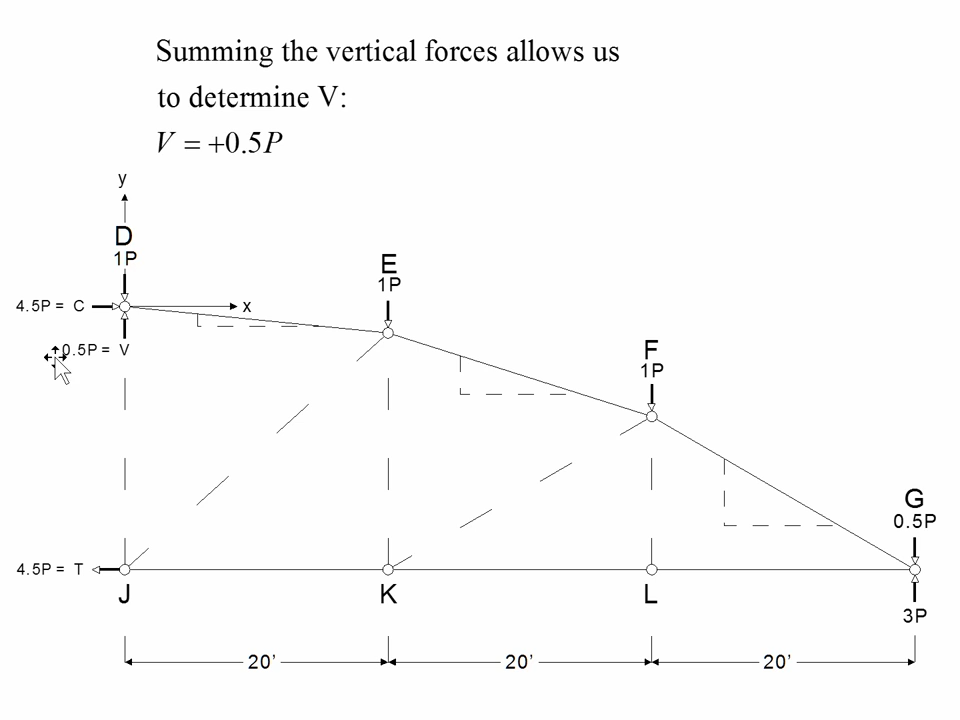 Summing the vertical forces allows us
to determine V:
V = +0.5P
y
D
1P
E
1P
4.5P = C
x
0.5P = V
F
1P
G
0.5P
4.5P = T
J
K
L
3P
20'
20'
20'